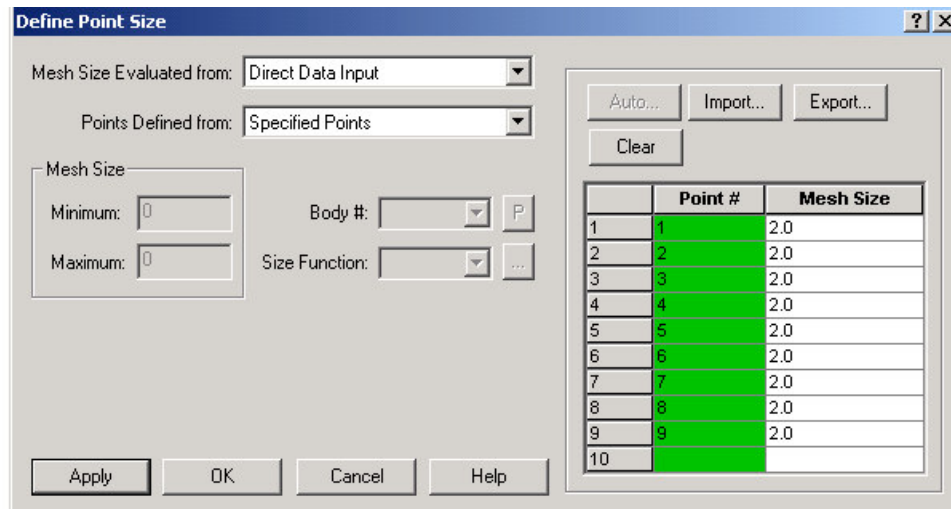 Define Point Size
Mesh Size Evaluated from: Direct Data Input
Points Defined from: Specified Points
Mesh Size
Minimum: 0
Maximum: 0
Body #: P
Size Function: ...
Auto... Import... Export...
Clear
Point # Mesh Size
1 1 2.0
2 2 2.0
3 3 2.0
4 4 2.0
5 5 2.0
6 6 2.0
7 7 2.0
8 8 2.0
9 9 2.0
10
Apply OK Cancel Help